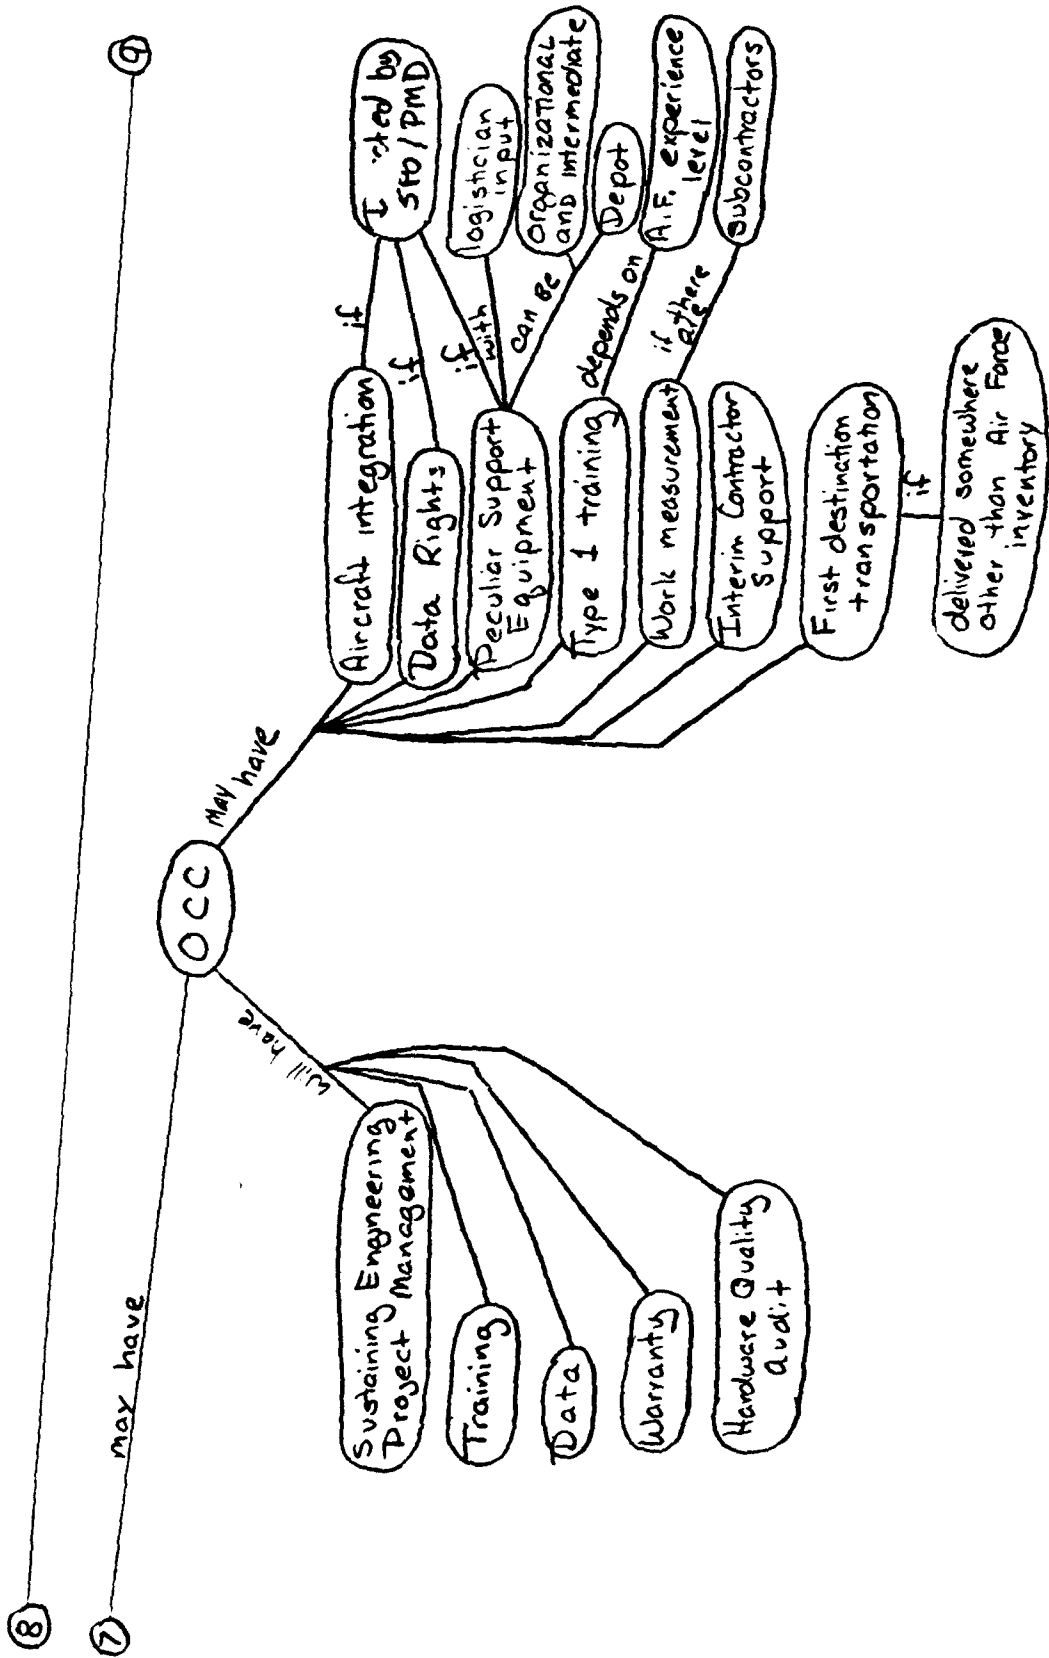 8
9
7
may have
OCC
will have
May have
Sustaining Engineering
Project Management
Training
Data
Warranty
Hardware Quality
Audit
Aircraft integration
if
by
SFO/PMD
Data Rights
if
Peculiar Support
Equipment
if
with
logistician
input
can be
organizational
and intermediate
Depot
Type 1 training
depends on
A.F. experience
level
Work measurement
if there
are
subcontractors
Interim Contractor
Support
First destination
transportation
if
delivered somewhere
other than Air Force
inventory